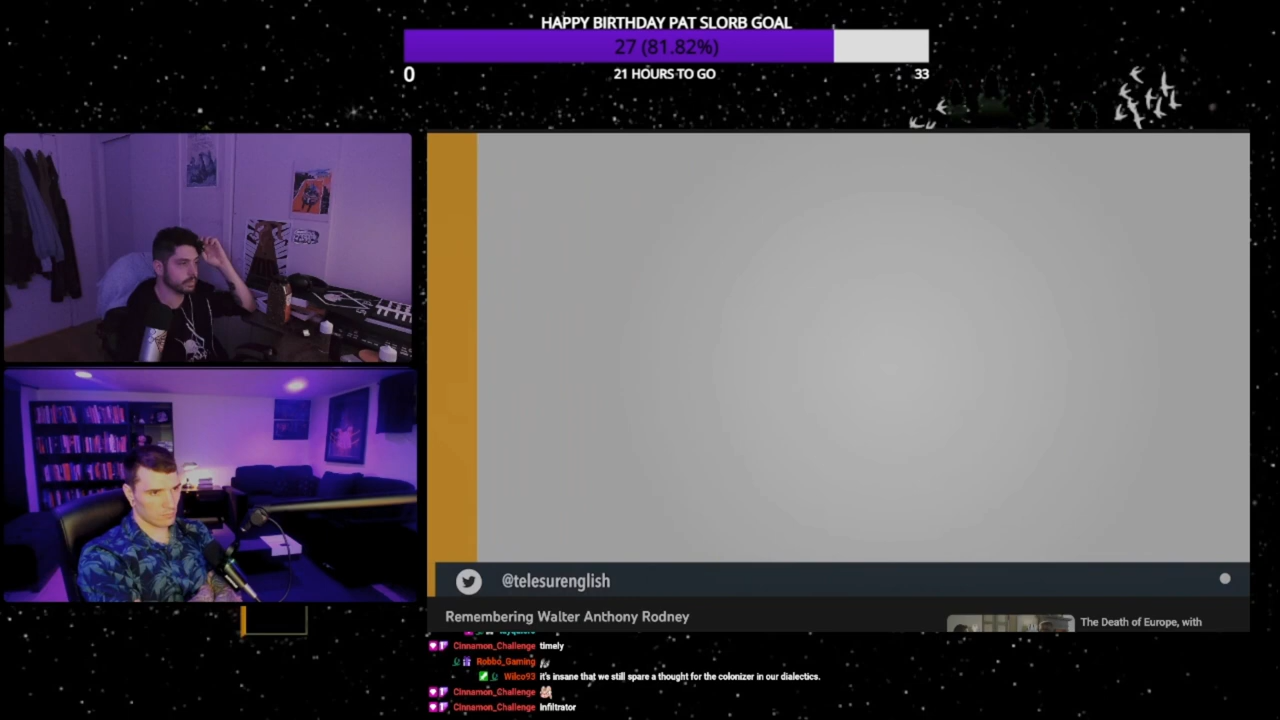 HAPPY BIRTHDAY PAT SLORB GOAL
27 (81.82%)
0
21 HOURS TO GO
33
@telesurenglish
Remembering Walter Anthony Rodney
The Death of Europe, with
Cinnamon_Challenge timely
Robbo_Gaming
Wilco93 it's insane that we still spare a thought for the colonizer in our dialectics.
Cinnamon_Challenge
Cinnamon_Challenge infiltrator